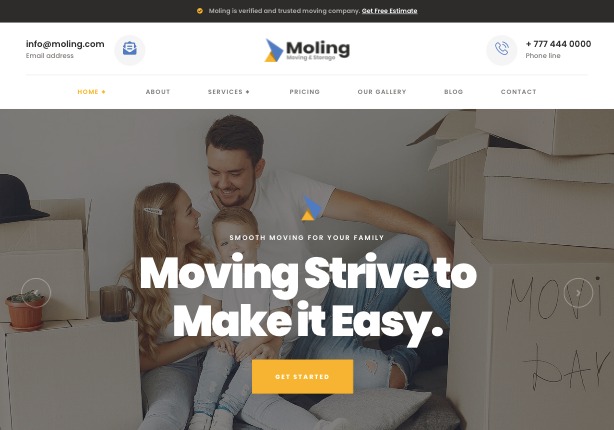 Moling is verified and trusted moving company. Get Free Estimate
info@moling.com
Email address
Moling
Moving & Storage
+ 777 444 0000
Phone line
HOME +
ABOUT
SERVICES +
PRICING
OUR GALLERY
BLOG
CONTACT
SMOOTH MOVING FOR YOUR FAMILY
Moving Strive to
Make it Easy.
GET STARTED
MOVI
DAY